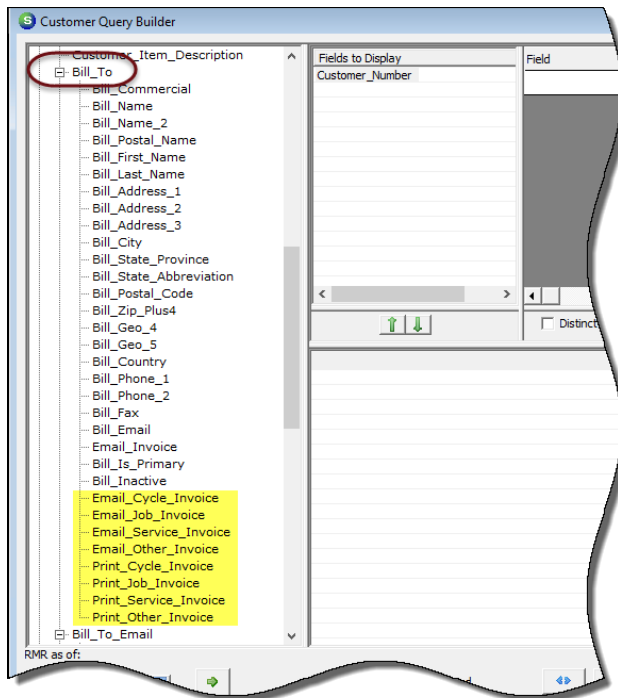 S Customer Query Builder
Customer_Item_Description
Bill_To
Bill_Commercial
Bill_Name
Bill_Name_2
Bill_Postal_Name
Bill_First_Name
Bill_Last_Name
Bill_Address_1
Bill_Address_2
Bill_Address_3
Bill_City
Bill_State_Province
Bill_State_Abbreviation
Bill_Postal_Code
Bill_Zip_Plus4
Bill_Geo_4
Bill_Geo_5
Bill_Country
Bill_Phone_1
Bill_Phone_2
Bill_Fax
Bill_Email
Email_Invoice
Bill_Is_Primary
Bill_Inactive
Email_Cycle_Invoice
Email_Job_Invoice
Email_Service_Invoice
Email_Other_Invoice
Print_Cycle_Invoice
Print_Job_Invoice
Print_Service_Invoice
Print_Other_Invoice
Bill_To_Email
RMR as of:
Fields to Display
Customer_Number
Field
Distinct